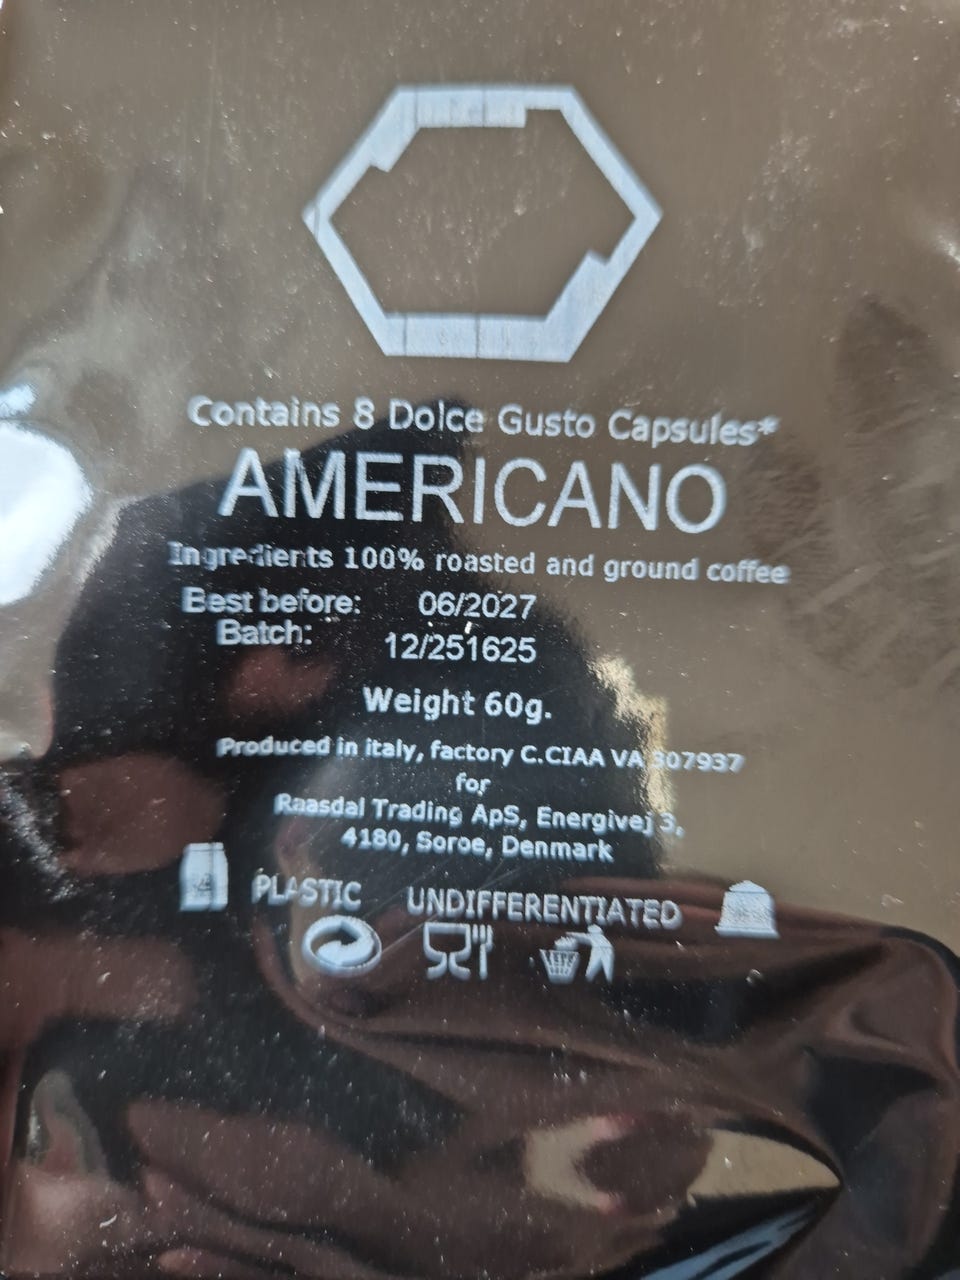 Contains 8 Dolce Gusto Capsules*
AMERICANO
Ingredients 100% roasted and ground coffee
Best before: 06/2027
Batch: 12/251625
Weight 60g.
Produced in italy, factory C.CIAA VA 307937
for
Raasdal Trading ApS, Energivej 3,
4180, Soroe, Denmark
PLASTIC UNDIFFERENTIATED